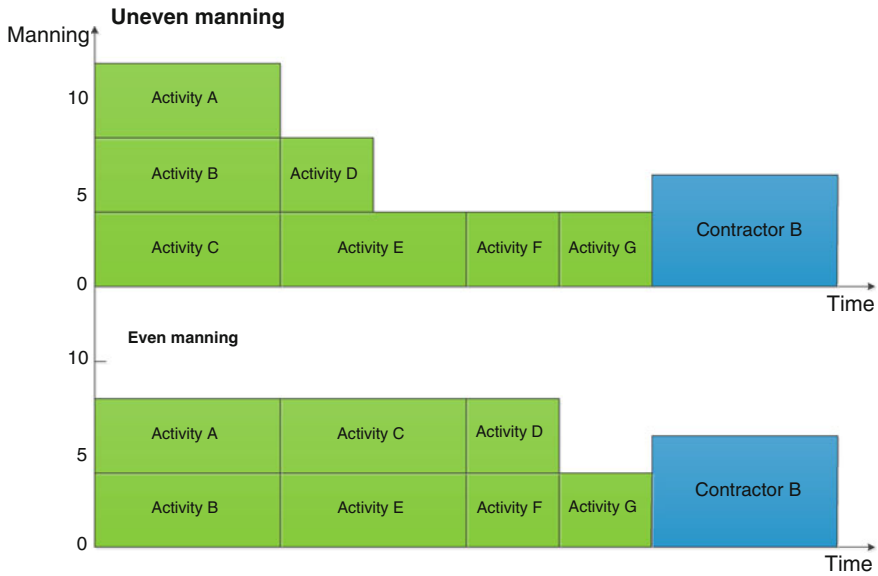 Uneven manning
Manning
10
Activity A
Activity B
Activity D
5
Contractor B
Activity C
Activity E
Activity F
Activity G
0
Time
Even manning
10
Activity A
Activity C
Activity D
5
Contractor B
Activity B
Activity E
Activity F
Activity G
0
Time